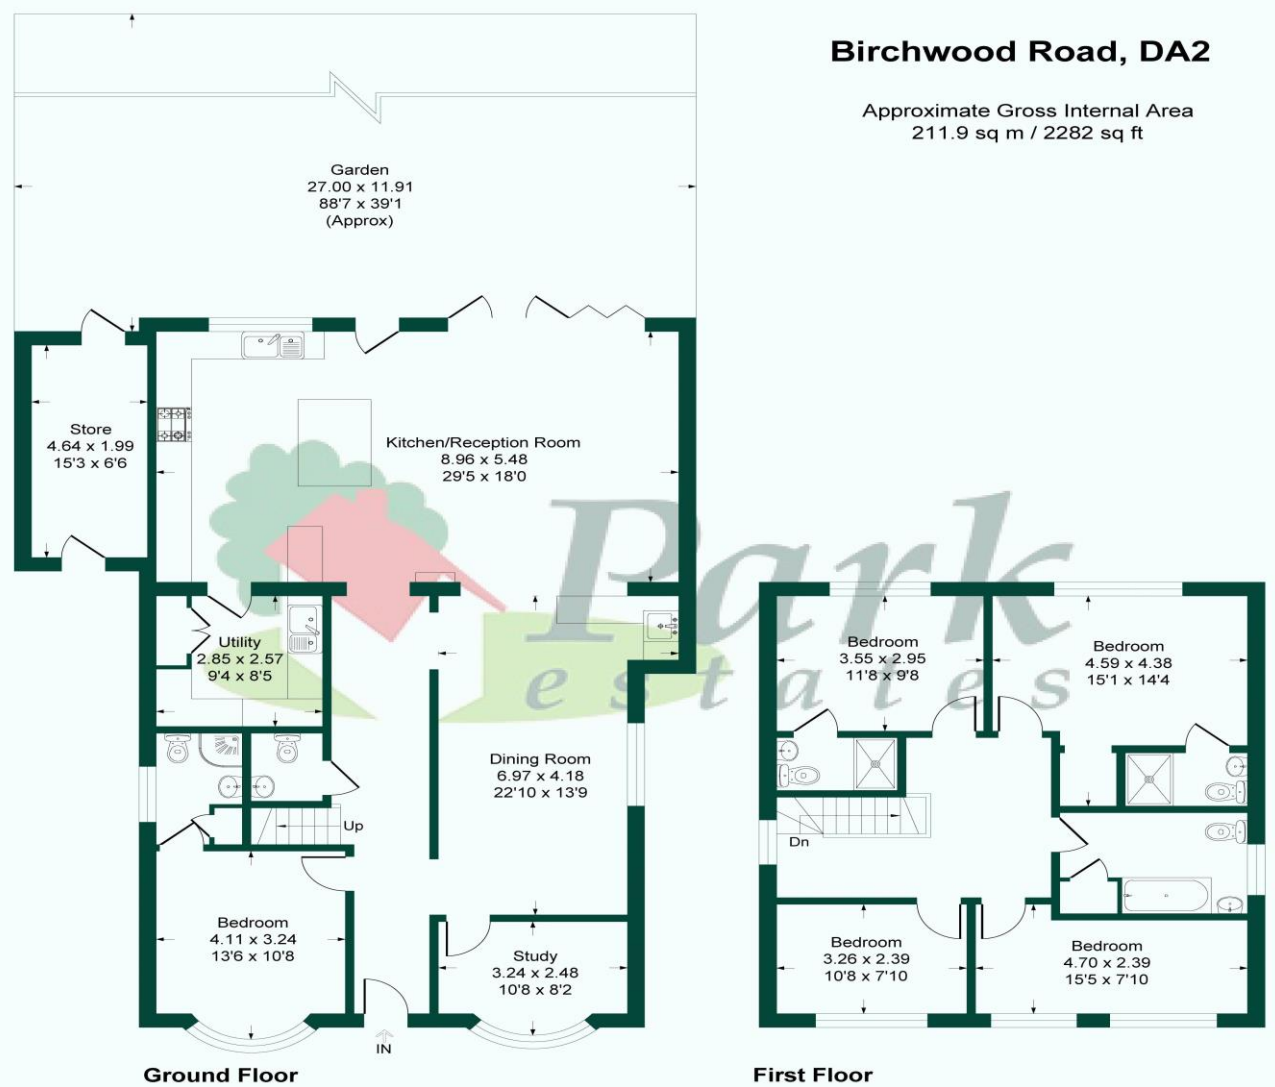 Birchwood Road, DA2
Approximate Gross Internal Area
211.9 sq m / 2282 sq ft
Garden
27.00 x 11.91
88'7 x 39'1
(Approx)
Store
4.64 x 1.99
15'3 x 6'6
Kitchen/Reception Room
8.96 x 5.48
29'5 x 18'0
Park
estates
Utility
2.85 x 2.57
9'4 x 8'5
Bedroom
3.55 x 2.95
11'8 x 9'8
Bedroom
4.59 x 4.38
15'1 x 14'4
Dining Room
6.97 x 4.18
22'10 x 13'9
Up
Dn
Bedroom
4.11 x 3.24
13'6 x 10'8
Study
3.24 x 2.48
10'8 x 8'2
Bedroom
3.26 x 2.39
10'8 x 7'10
Bedroom
4.70 x 2.39
15'5 x 7'10
IN
Ground Floor
First Floor